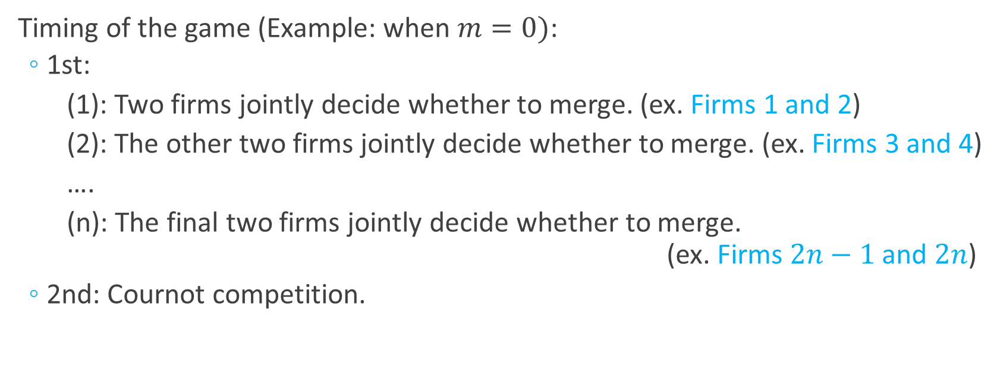 Timing of the game (Example: when m = 0):
◦ 1st:
(1): Two firms jointly decide whether to merge. (ex. Firms 1 and 2)
(2): The other two firms jointly decide whether to merge. (ex. Firms 3 and 4)
....
(n): The final two firms jointly decide whether to merge.
(ex. Firms 2n − 1 and 2n)
◦ 2nd: Cournot competition.